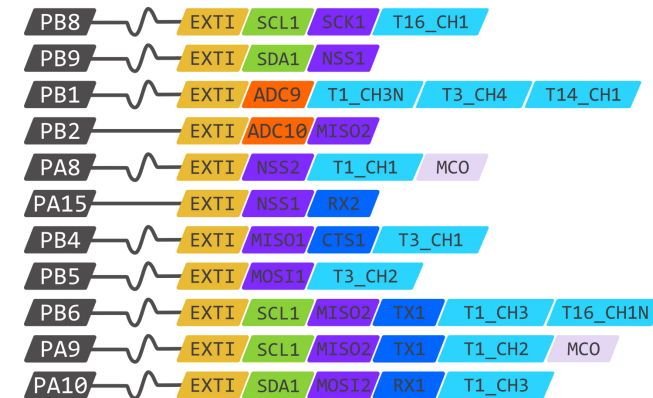 PB8 EXTI SCL1 SCK1 T16_CH1
PB9 EXTI SDA1 NSS1
PB1 EXTI ADC9 T1_CH3N T3_CH4 T14_CH1
PB2 EXTI ADC10 MISO2
PA8 EXTI NSS2 T1_CH1 MCO
PA15 EXTI NSS1 RX2
PB4 EXTI MISO1 CTS1 T3_CH1
PB5 EXTI MOSI1 T3_CH2
PB6 EXTI SCL1 MISO2 TX1 T1_CH3 T16_CH1N
PA9 EXTI SCL1 MISO2 TX1 T1_CH2 MCO
PA10 EXTI SDA1 MOSI2 RX1 T1_CH3